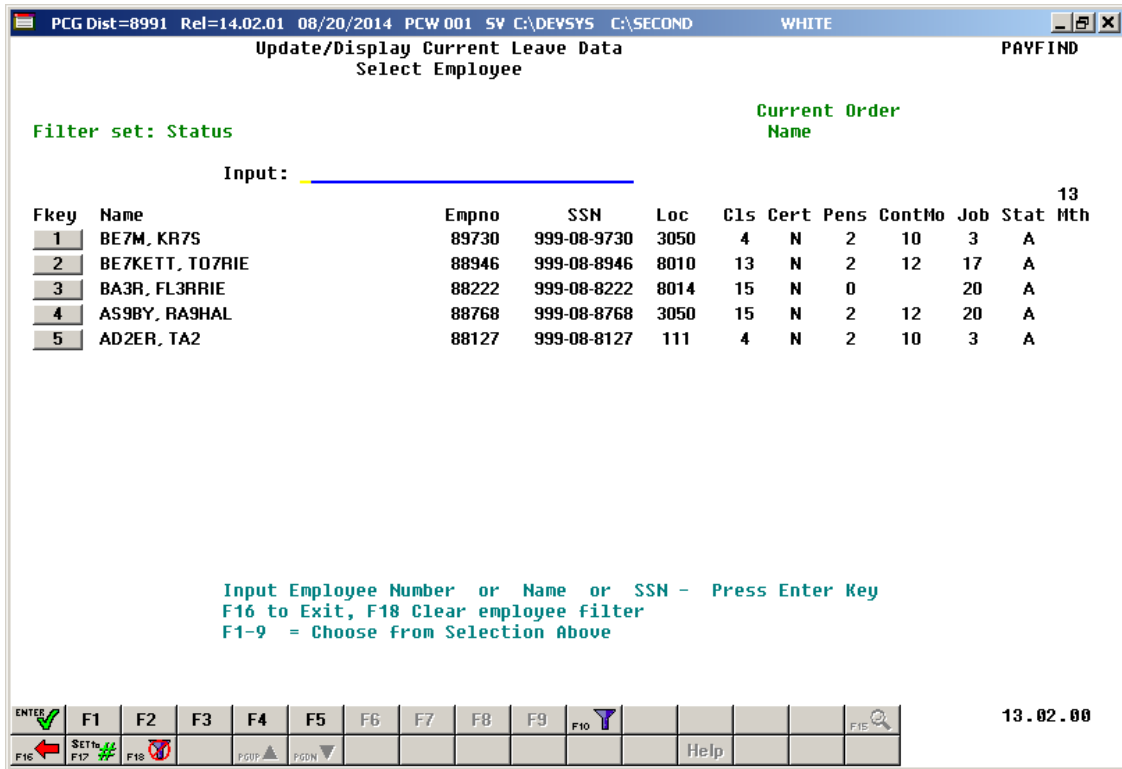 PCG Dist=8991 Rel=14.02.01 08/20/2014 PCW 001 SV C:\DEVSYS C:\SECOND WHITE
Update/Display Current Leave Data PAYFIND
Select Employee
Current Order
Filter set: Status Name
Input:
13
Fkey Name Empno SSN Loc Cls Cert Pens ContMo Job Stat Mth
1 BE7M, KR7S 89730 999-08-9730 3050 4 N 2 10 3 A
2 BE7KETT, TO7RIE 88946 999-08-8946 8010 13 N 2 12 17 A
3 BA3R, FL3RRIE 88222 999-08-8222 8014 15 N 0 20 A
4 AS9BY, RA9HAL 88768 999-08-8768 3050 15 N 2 12 20 A
5 AD2ER, TA2 88127 999-08-8127 111 4 N 2 10 3 A
Input Employee Number or Name or SSN - Press Enter Key
F16 to Exit, F18 Clear employee filter
F1-9 = Choose from Selection Above
ENTER F1 F2 F3 F4 F5 F6 F7 F8 F9 F10 F15 13.02.00
F16 SETto F17 # F18 PGUP PGDN Help